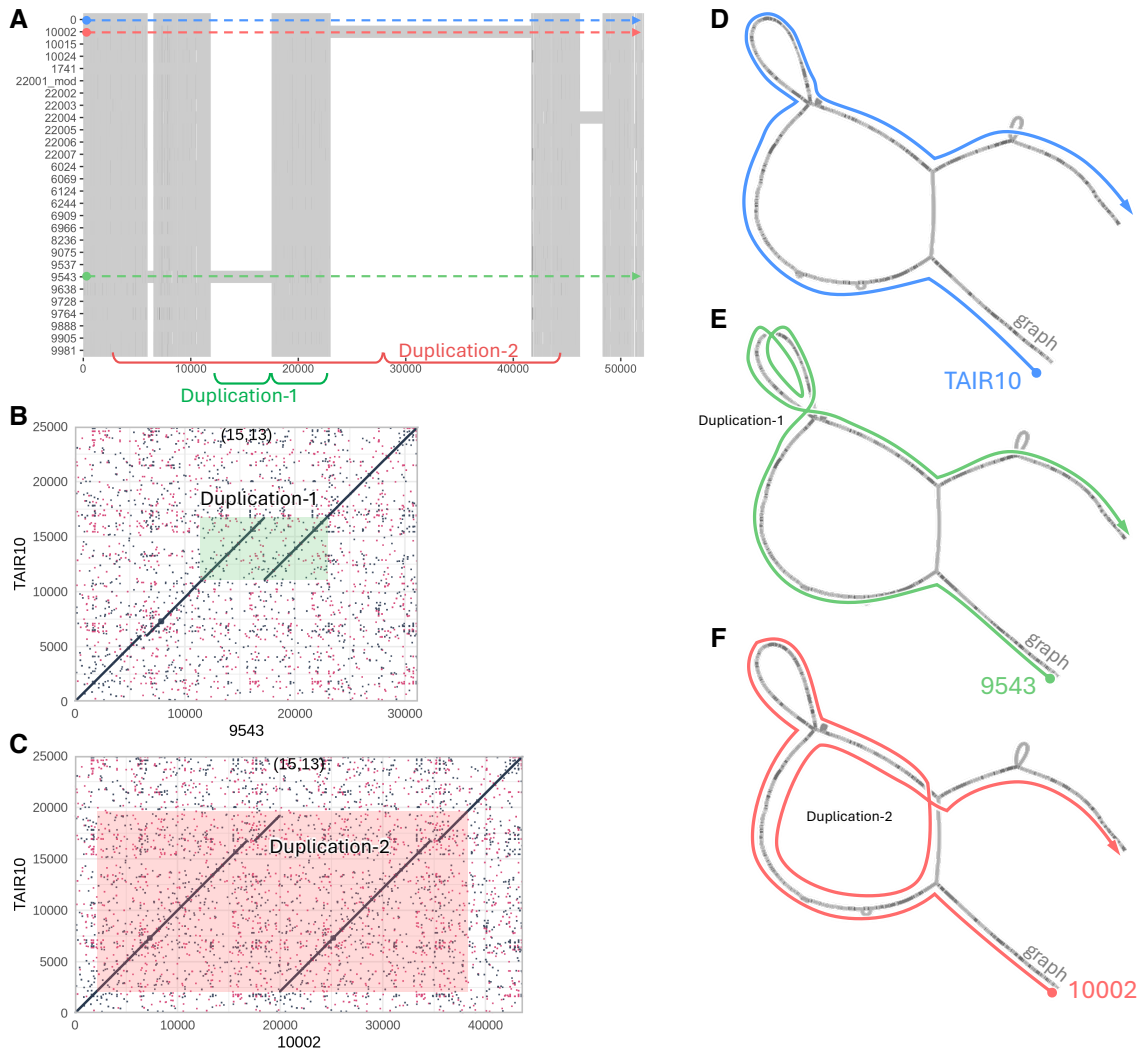 A
0
10002
10015
10024
1741
22001_mod
22002
22003
22004
22005
22006
22007
6024
6069
6124
6244
6909
6966
8236
9075
9537
9543
9638
9728
9764
9888
9905
9981
0 10000 20000 30000 40000 50000
Duplication-2
Duplication-1
B
(15,13)
Duplication-1
25000
20000
15000
10000
5000
0
TAIR10
0 10000 20000 30000
9543
C
(15,13)
Duplication-2
25000
20000
15000
10000
5000
0
TAIR10
0 10000 20000 30000 40000
10002
D
graph
TAIR10
E
Duplication-1
graph
9543
F
Duplication-2
graph
10002